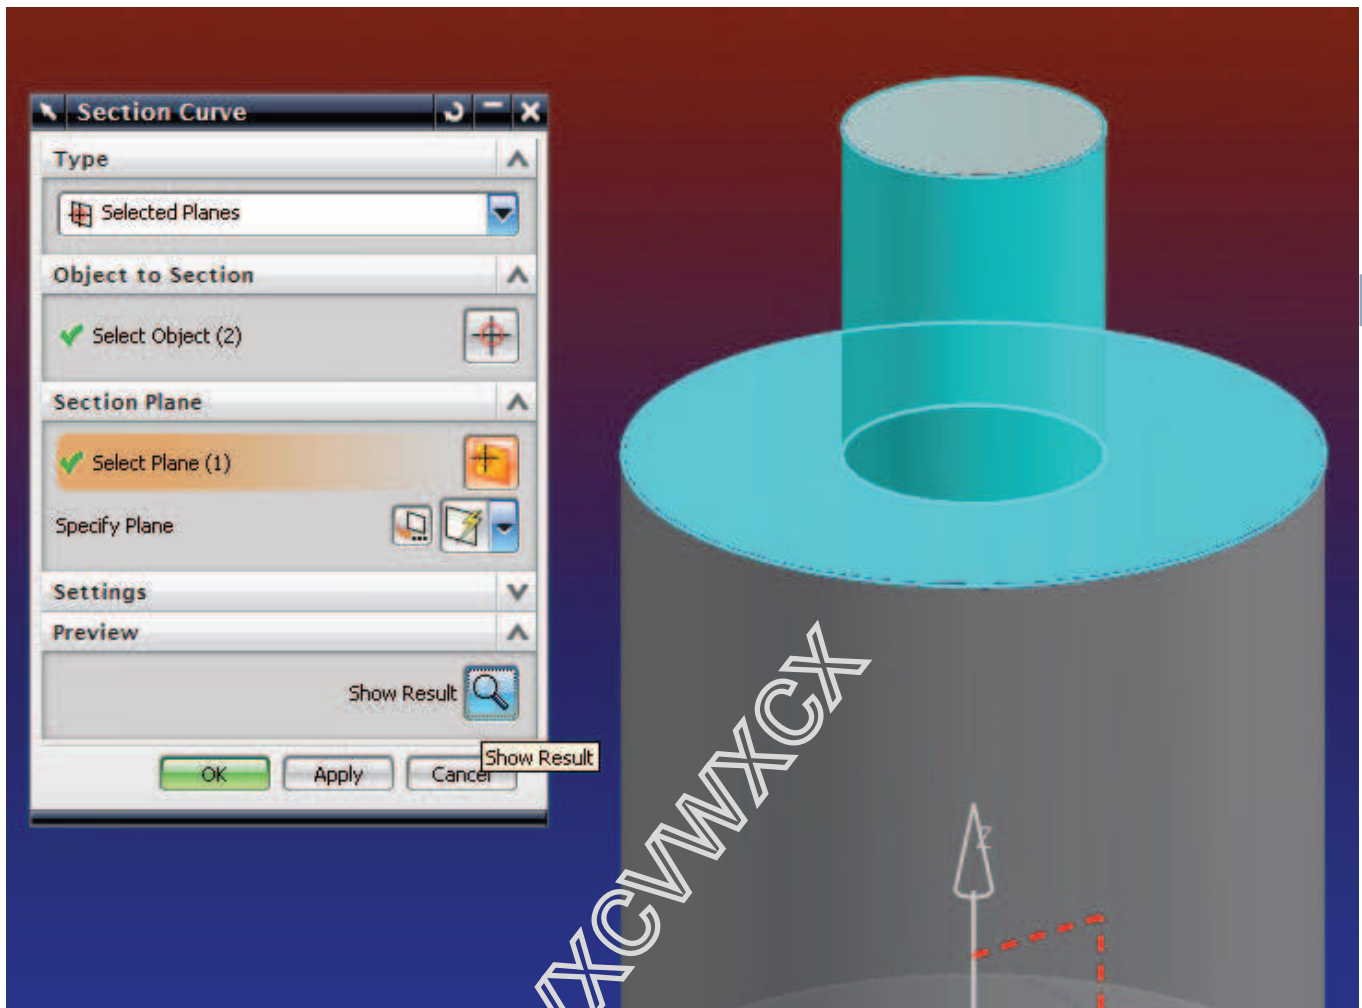 Section Curve
Type
Selected Planes
Object to Section
Select Object (2)
Section Plane
Select Plane (1)
Specify Plane
Settings
Preview
Show Result
Show Result
OK Apply Cancel
Z
XCVWXCX